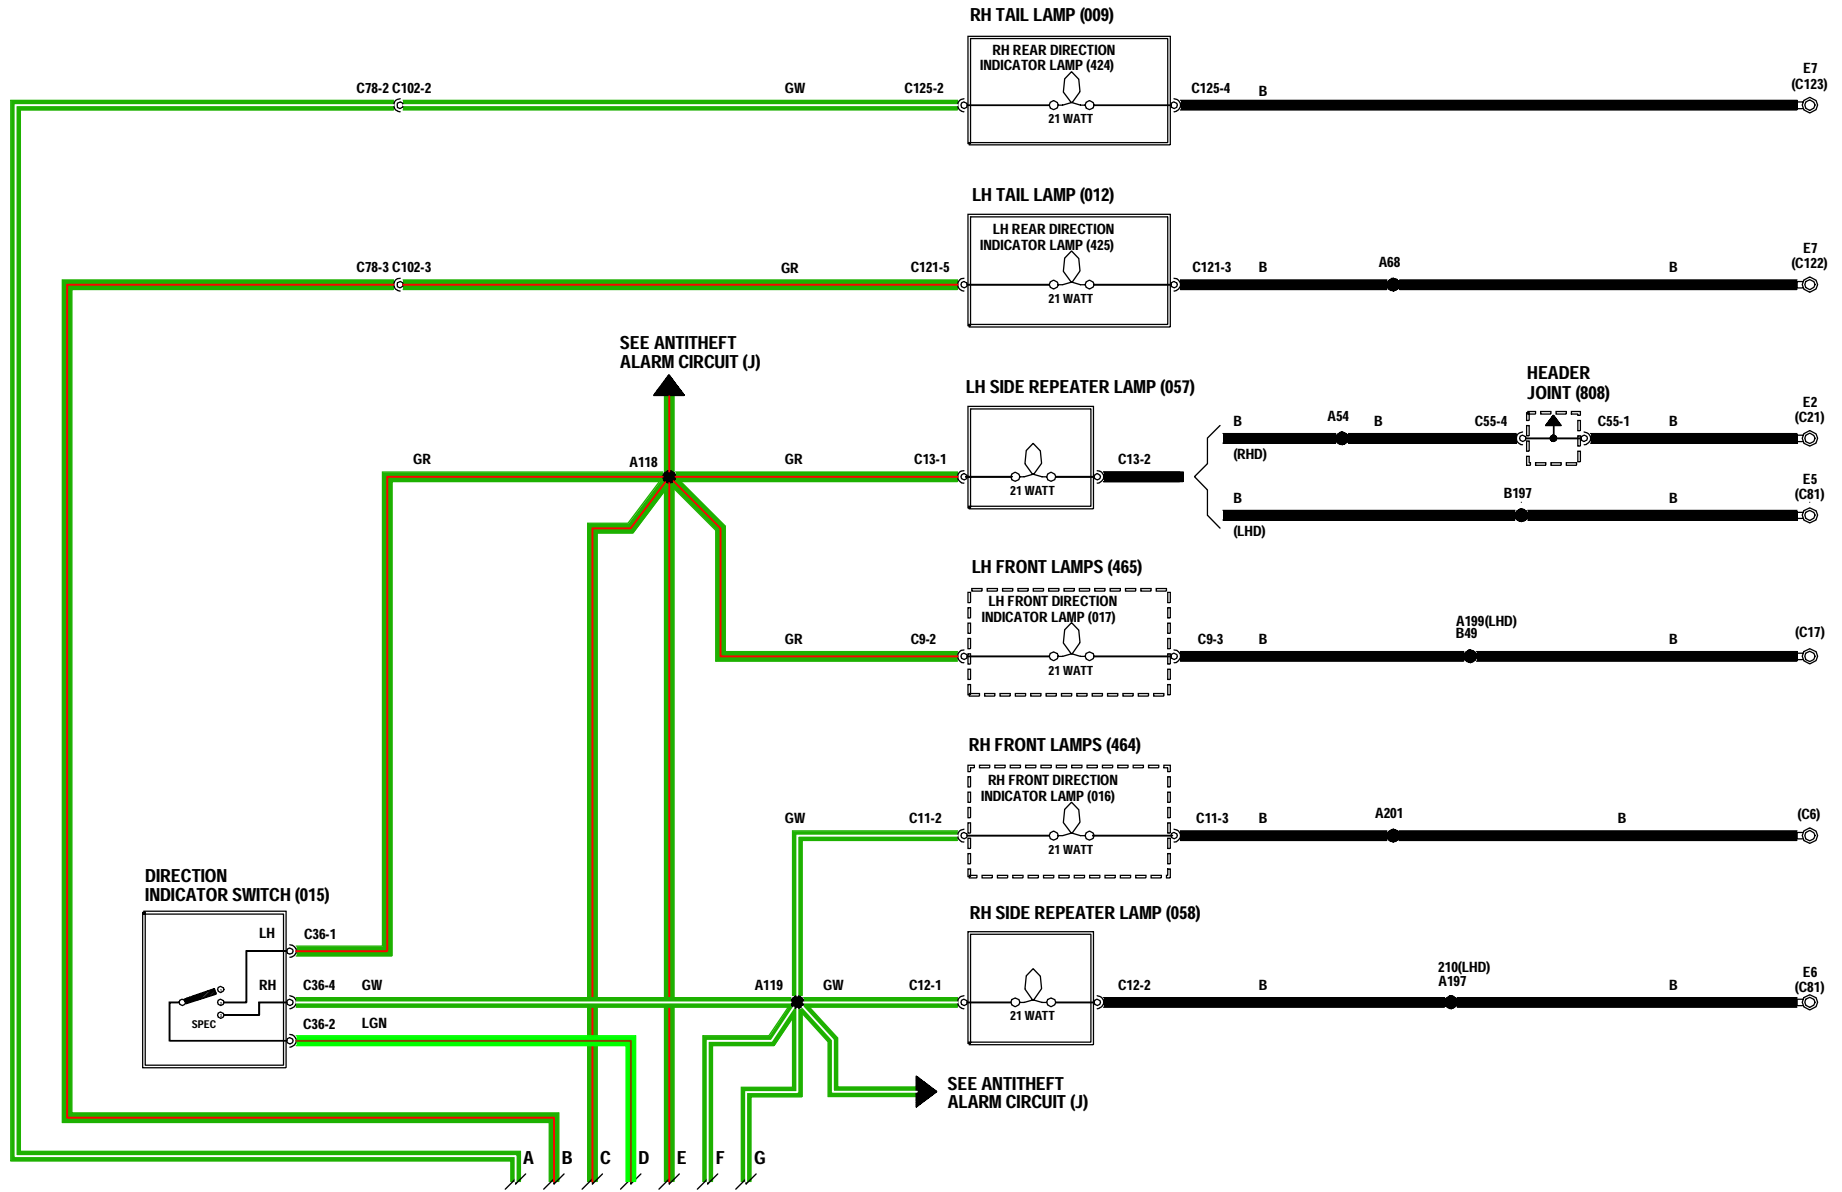 RH TAIL LAMP (009)
RH REAR DIRECTION
INDICATOR LAMP (424)
C78-2 C102-2
GW
C125-2
21 WATT
C125-4
B
E7
(C123)
LH TAIL LAMP (012)
LH REAR DIRECTION
INDICATOR LAMP (425)
C78-3 C102-3
GR
C121-5
21 WATT
C121-3
B
A68
B
E7
(C122)
SEE ANTITHEFT
ALARM CIRCUIT (J)
LH SIDE REPEATER LAMP (057)
GR
A118
GR
C13-1
21 WATT
C13-2
B
(RHD)
A54
B
C55-4
HEADER
JOINT (808)
C55-1
B
E2
(C21)
B
(LHD)
B197
B
E5
(C81)
LH FRONT LAMPS (465)
LH FRONT DIRECTION
INDICATOR LAMP (017)
GR
C9-2
21 WATT
C9-3
B
A199(LHD)
B49
B
(C17)
RH FRONT LAMPS (464)
RH FRONT DIRECTION
INDICATOR LAMP (016)
GW
C11-2
21 WATT
C11-3
B
A201
B
(C6)
DIRECTION
INDICATOR SWITCH (015)
LH
C36-1
RH
C36-4
GW
SPEC
C36-2
LGN
RH SIDE REPEATER LAMP (058)
A119
GW
C12-1
21 WATT
C12-2
B
210(LHD)
A197
B
E6
(C81)
SEE ANTITHEFT
ALARM CIRCUIT (J)
A
B
C
D
E
F
G